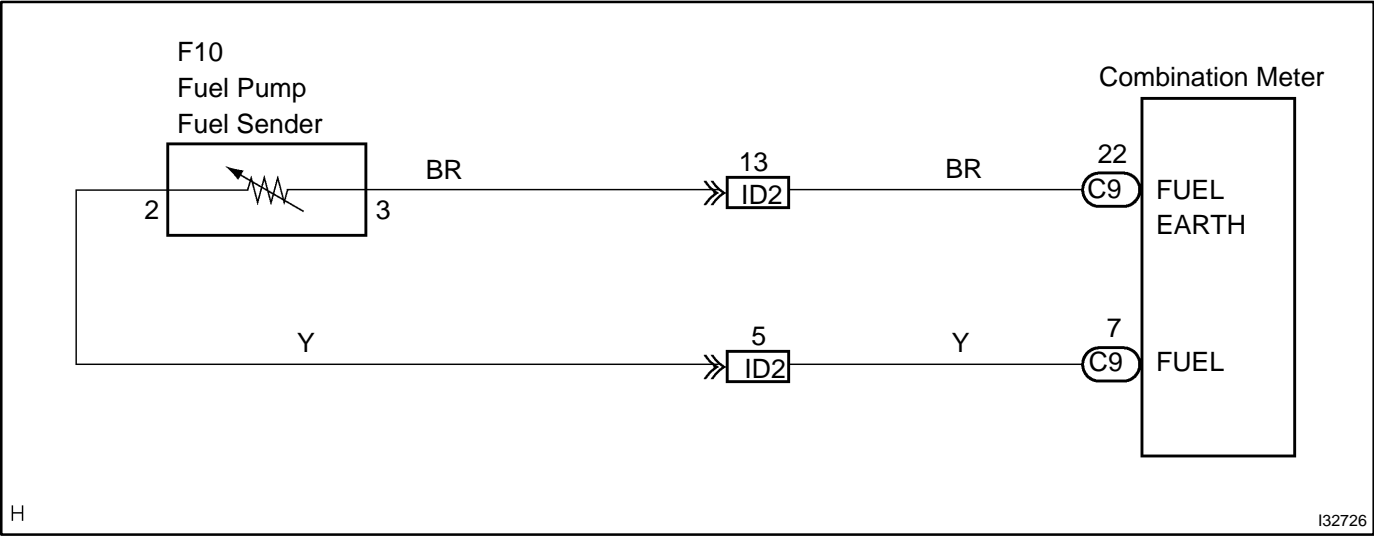 F10
Fuel Pump
Fuel Sender
Combination Meter
2
3
BR
13
ID2
BR
22
C9
FUEL
EARTH
Y
5
ID2
Y
7
C9
FUEL
H
I32726